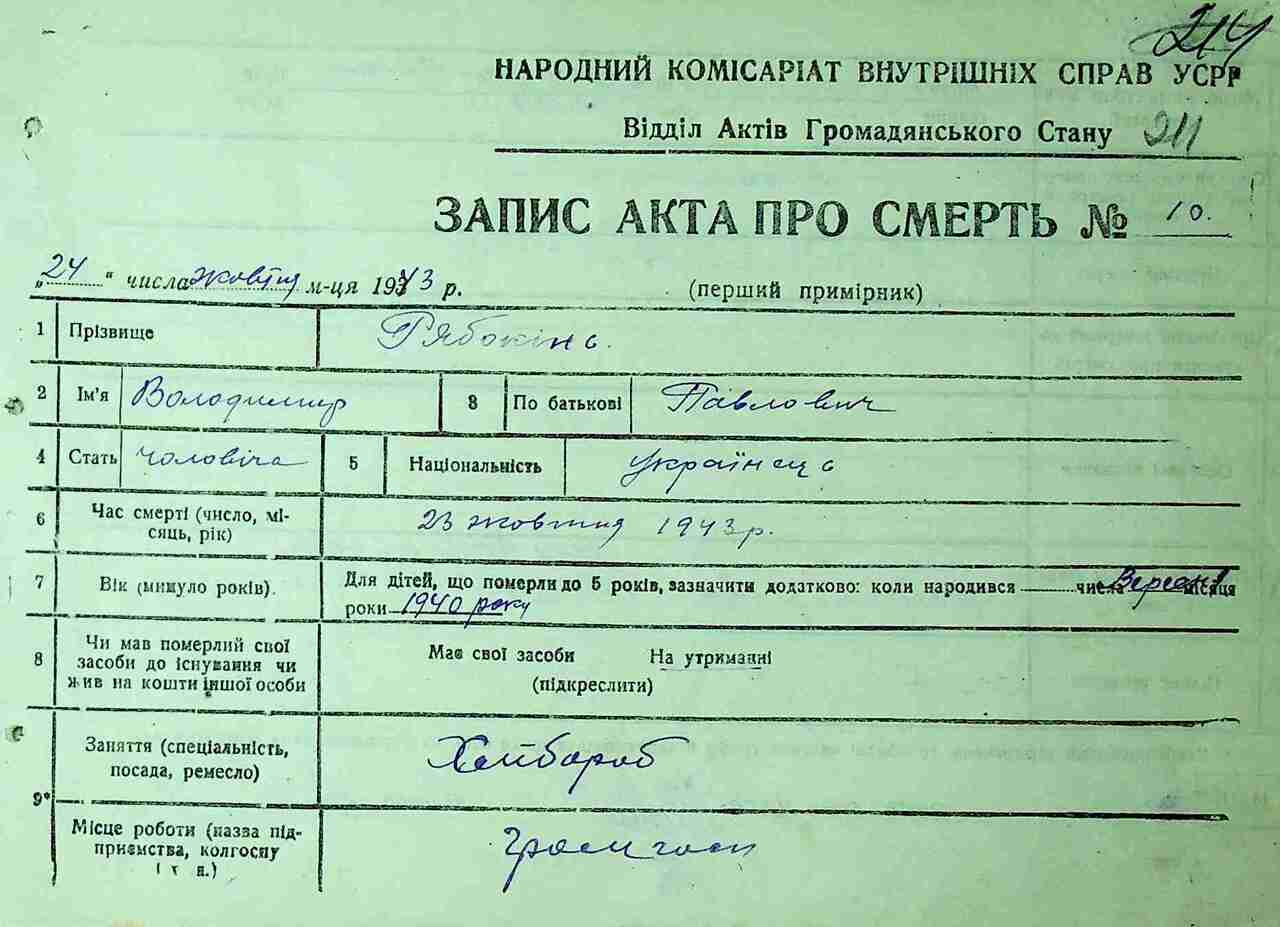 214
НАРОДНИЙ КОМІСАРІАТ ВНУТРІШНІХ СПРАВ УСРР
Відділ Актів Громадянського Стану 211
ЗАПИС АКТА ПРО СМЕРТЬ № 10.
„24“ числа жовтня м-ця 1943 р. (перший примірник)
1 Прізвище Рябокінь.
2 Ім'я Володимир 3 По батькові Павлович
4 Стать чоловіча 5 Національність українець
6 Час смерті (число, мі-
сяць, рік) 23 жовтня 1943 р.
7 Вік (минуло років). Для дітей, що померли до 5 років, зазначити додатково: коли народився числа Вересня місяця
роки 1940 року
8 Чи мав померлий свої
засоби до існування чи
жив на кошти іншої особи
Має свої засоби На утриманні
(підкреслити)
9* Заняття (спеціальність,
посада, ремесло) Хлібороб
Місце роботи (назва під-
приємства, колгоспу
і т. п.) Громгосп